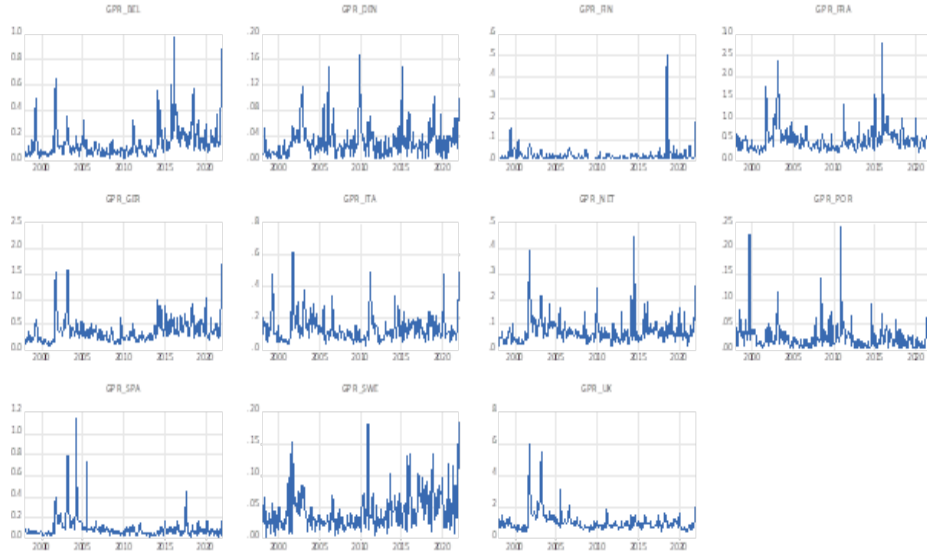 GPR_BEL GPR_DEN GPR_FIN GPR_FRA
1.0 .20 .6 3.0
0.8 .16 .5 2.5
0.6 .12 .4 2.0
0.4 .08 .3 1.5
0.2 .04 .2 1.0
.1 0.5
0.0 .00 .0 0.0
2000 2005 2010 2015 2020 2000 2005 2010 2015 2020 2000 2005 2010 2015 2020 2000 2005 2010 2015 2020
GPR_GER GPR_ITA GPR_NET GPR_POR
2.5 .8 .5 .25
2.0 .6 .4 .20
1.5 .4 .3 .15
1.0 .2 .2 .10
0.5 .1 .05
0.0 .0 .0 .00
2000 2005 2010 2015 2020 2000 2005 2010 2015 2020 2000 2005 2010 2015 2020 2000 2005 2010 2015 2020
GPR_SPA GPR_SWE GPR_UK
1.2 .20 8
1.0 .15 6
0.8 .10 4
0.6 .05 2
0.4
0.2
0.0 .00 0
2000 2005 2010 2015 2020 2000 2005 2010 2015 2020 2000 2005 2010 2015 2020